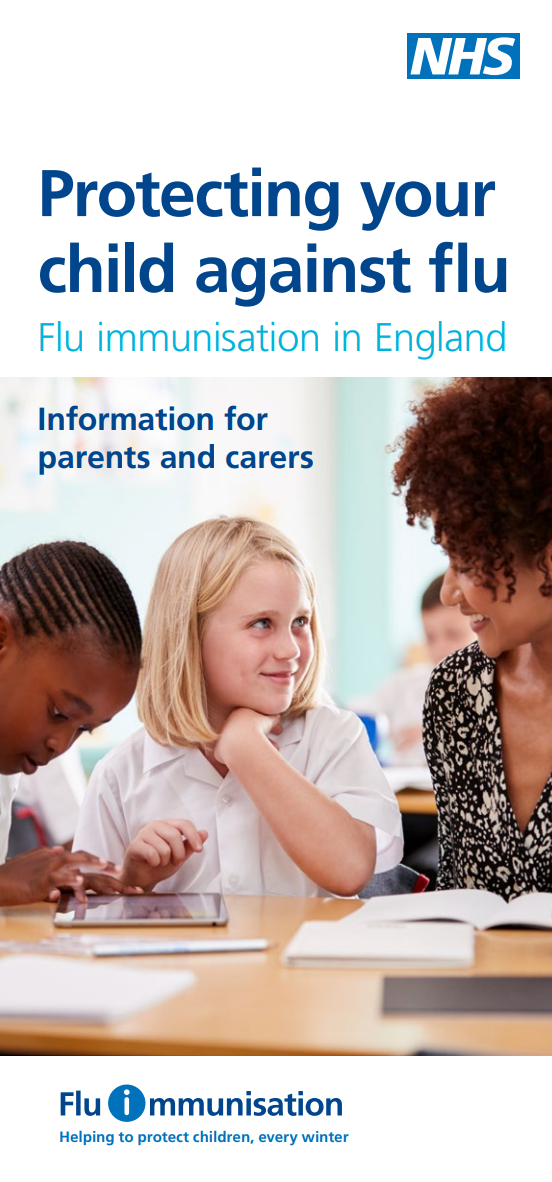 NHS
Protecting your
child against flu
Flu immunisation in England
Information for
parents and carers
Flu immunisation
Helping to protect children, every winter